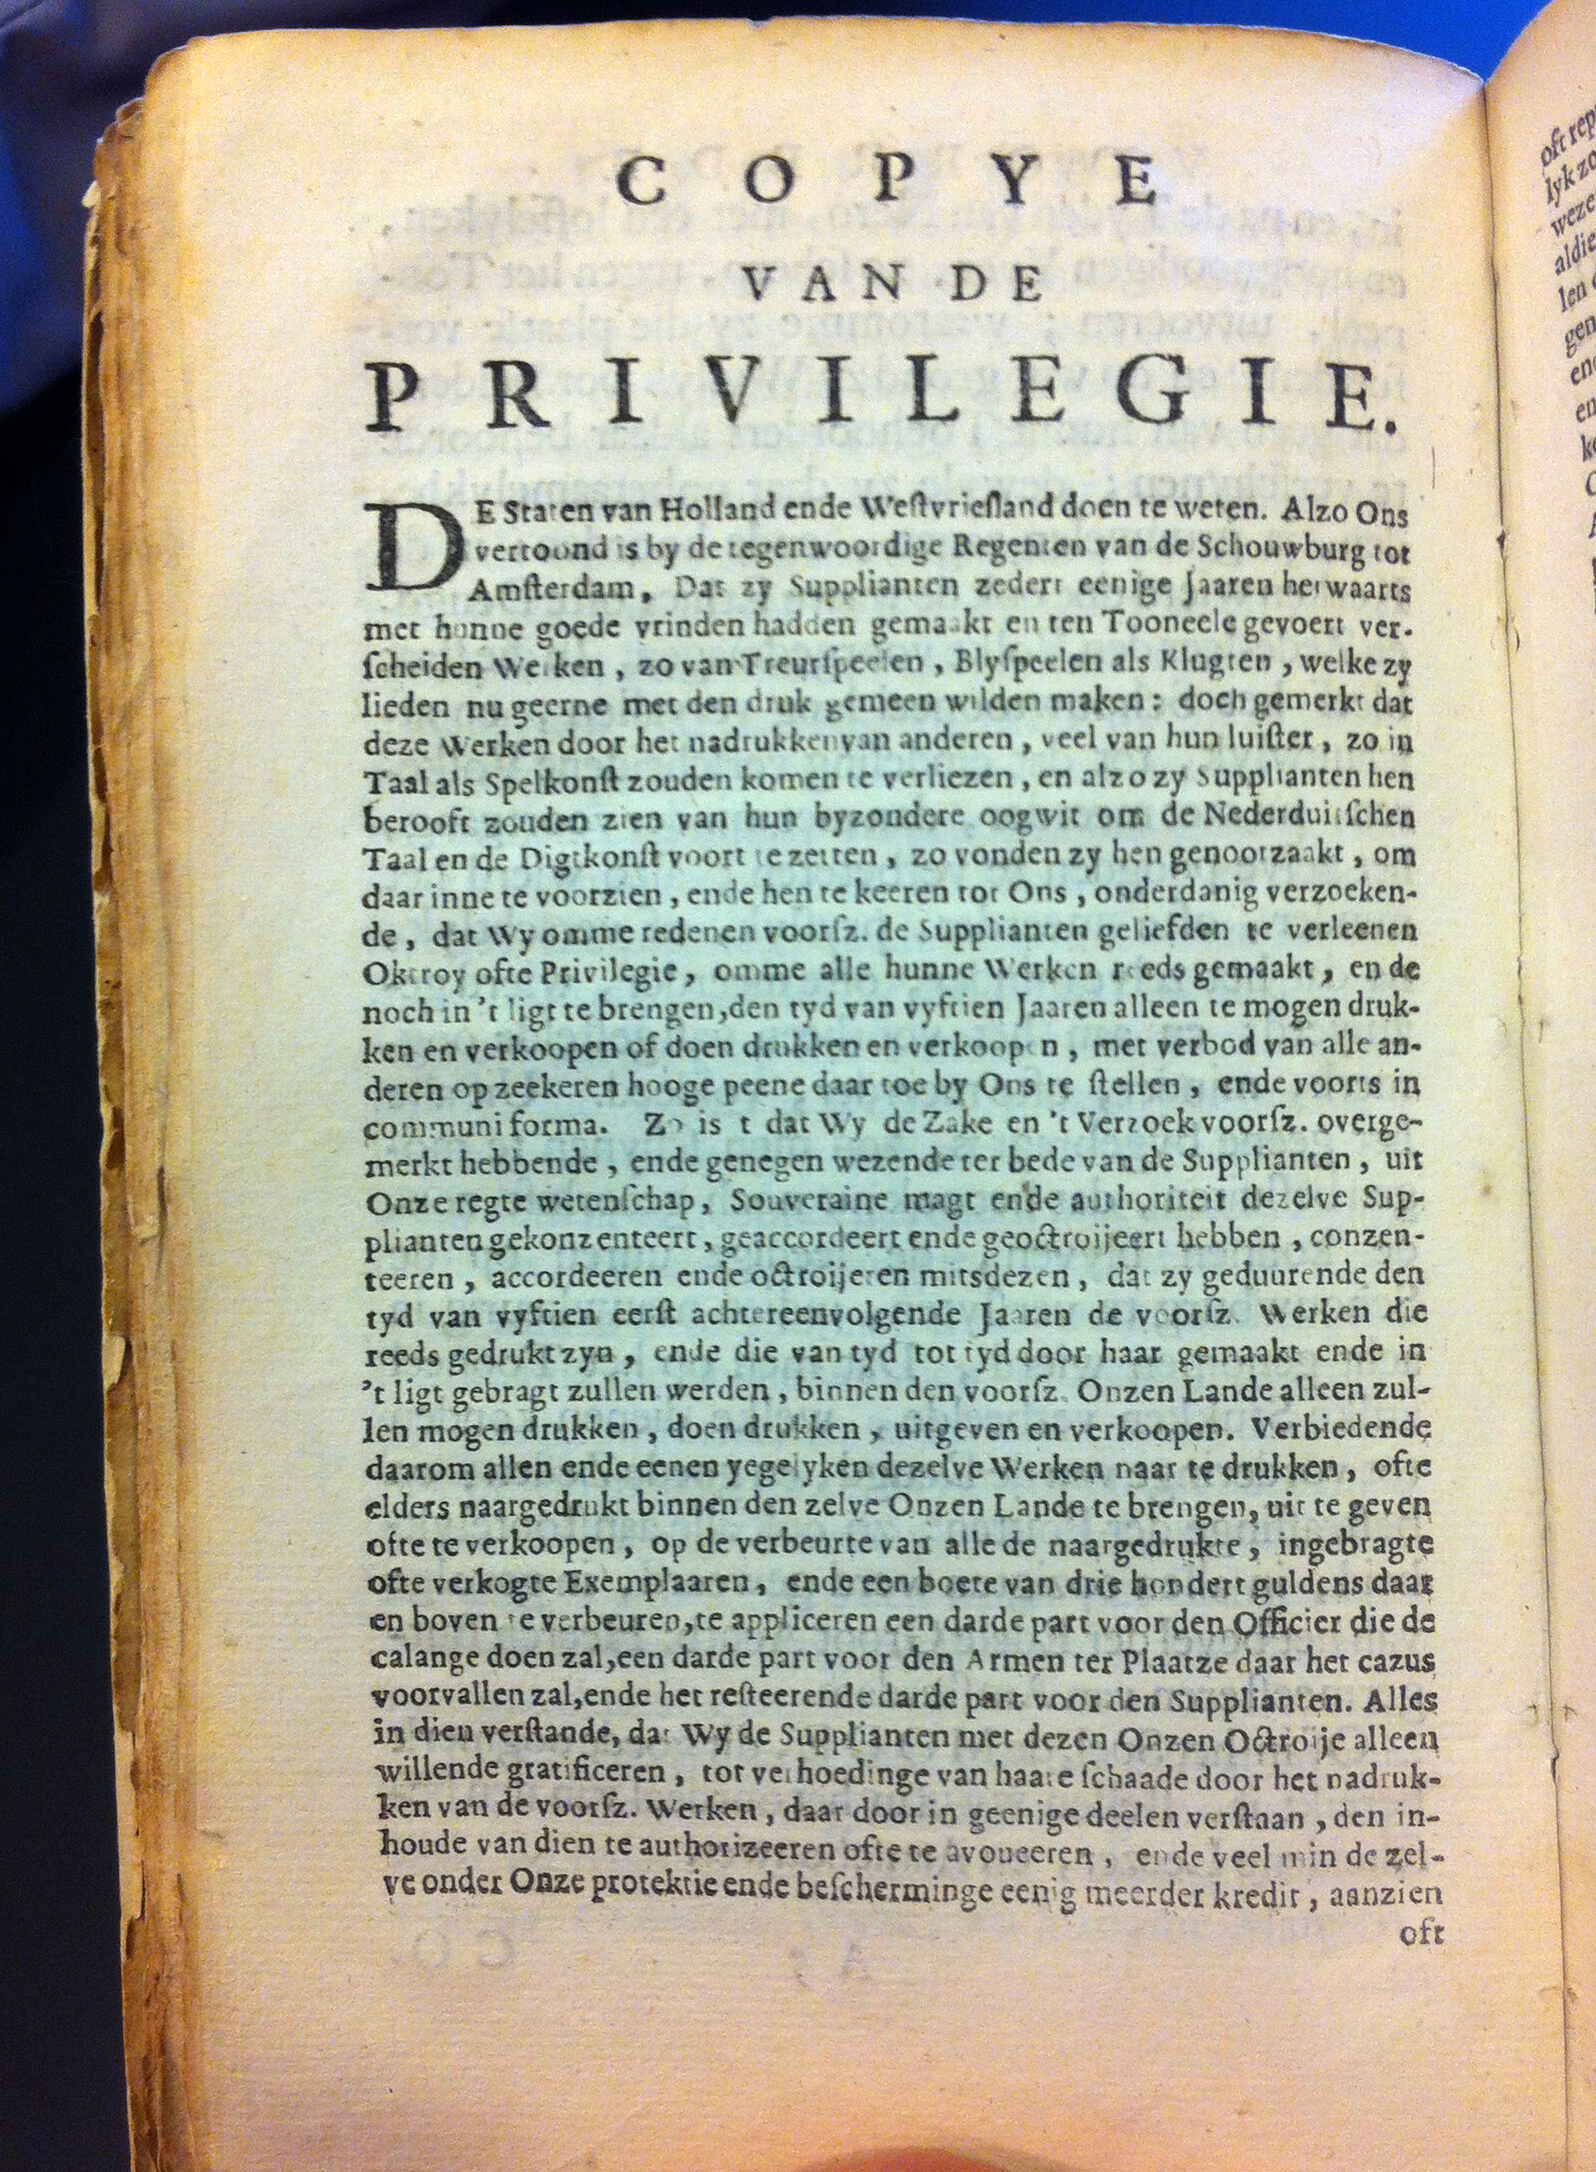 COPYE
VAN DE
PRIVILEGIE.
DE Staten van Holland ende Westvriesland doen te weten. Alzo Ons
vertoond is by de tegenwoordige Regenten van de Schouwburg tot
Amsterdam, Dat zy Supplianten zedert eenige Jaaren herwaarts
met hunne goede vrinden hadden gemaakt en ten Tooneele gevoert ver-
scheiden Werken, zo van Treurspeelen, Blyspeelen als Klugten, welke zy
lieden nu geerne met den druk gemeen wilden maken: doch gemerkt dat
deze Werken door het nadrukken van anderen, veel van hun luister, zo in
Taal als Spelkonst zouden komen te verliezen, en alzo zy Supplianten hen
berooft zouden zien van hun byzondere oogwit om de Nederduitschen
Taal en de Digtkonst voort te zetten, zo vonden zy hen genootzaakt, om
daar inne te voorzien, ende hen te keeren tot Ons, onderdanig verzoeken-
de, dat Wy omme redenen voorsz. de Supplianten geliefden te verleenen
Oktroy ofte Privilegie, omme alle hunne Werken reeds gemaakt, en de
noch in 't ligt te brengen, den tyd van vyftien Jaaren alleen te mogen druk-
ken en verkoopen of doen drukken en verkoopen, met verbod van alle an-
deren op zeekeren hooge peene daar toe by Ons te stellen, ende voorts in
communi forma. Zo is 't dat Wy de Zake en 't Verzoek voorsz. overge-
merkt hebbende, ende genegen wezende ter bede van de Supplianten, uit
Onze regte wetenschap, Souveraine magt ende authoriteit dezelve Sup-
plianten gekonzenteert, geaccordeert ende geoctroijeert hebben, conzen-
teeren, accordeeren ende octroijeren mitsdezen, dat zy geduurende den
tyd van vyftien eerst achtereenvolgende Jaaren de voorsz. Werken die
reeds gedrukt zyn, ende die van tyd tot tyd door haar gemaakt ende in
't ligt gebragt zullen werden, binnen den voorsz. Onzen Lande alleen zul-
len mogen drukken, doen drukken, uitgeven en verkoopen. Verbiedende
daarom allen ende eenen yegelyken dezelve Werken naar te drukken, ofte
elders naargedrukt binnen den zelve Onzen Lande te brengen, uit te geven
ofte te verkoopen, op de verbeurte van alle de naargedrukte, ingebragte
ofte verkogte Exemplaaren, ende een boete van drie hondert guldens daar
en boven te verbeuren, te appliceren een darde part voor den Officier die de
calange doen zal, een darde part voor den Armen ter Plaatze daar het cazus
voorvallen zal, ende het resteerende darde part voor den Supplianten. Alles
in dien verstande, dat Wy de Supplianten met dezen Onzen Octroije alleen
willende gratificeren, tot verhoedinge van haare schaade door het nadruk-
ken van de voorsz. Werken, daar door in geenige deelen verstaan, den in-
houde van dien te authorizeeren ofte te avoueeren, ende veel min de zel-
ve onder Onze protektie ende bescherminge eenig meerder kredit, aanzien
oft
oft rep
lyk zo
weze
aldie
len
gen
en